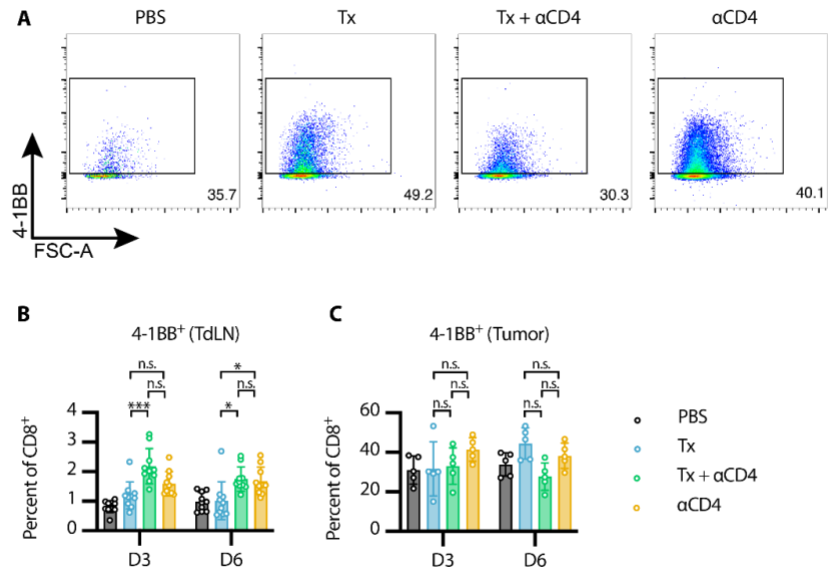 A
PBS
Tx
Tx + αCD4
αCD4
4-1BB
35.7
49.2
30.3
40.1
FSC-A
B
4-1BB⁺ (TdLN)
n.s.
n.s.
***
*
n.s.
*
Percent of CD8⁺
4
3
2
1
0
D3
D6
C
4-1BB⁺ (Tumor)
n.s.
n.s.
n.s.
n.s.
n.s.
n.s.
Percent of CD8⁺
60
40
20
0
D3
D6
PBS
Tx
Tx + αCD4
αCD4